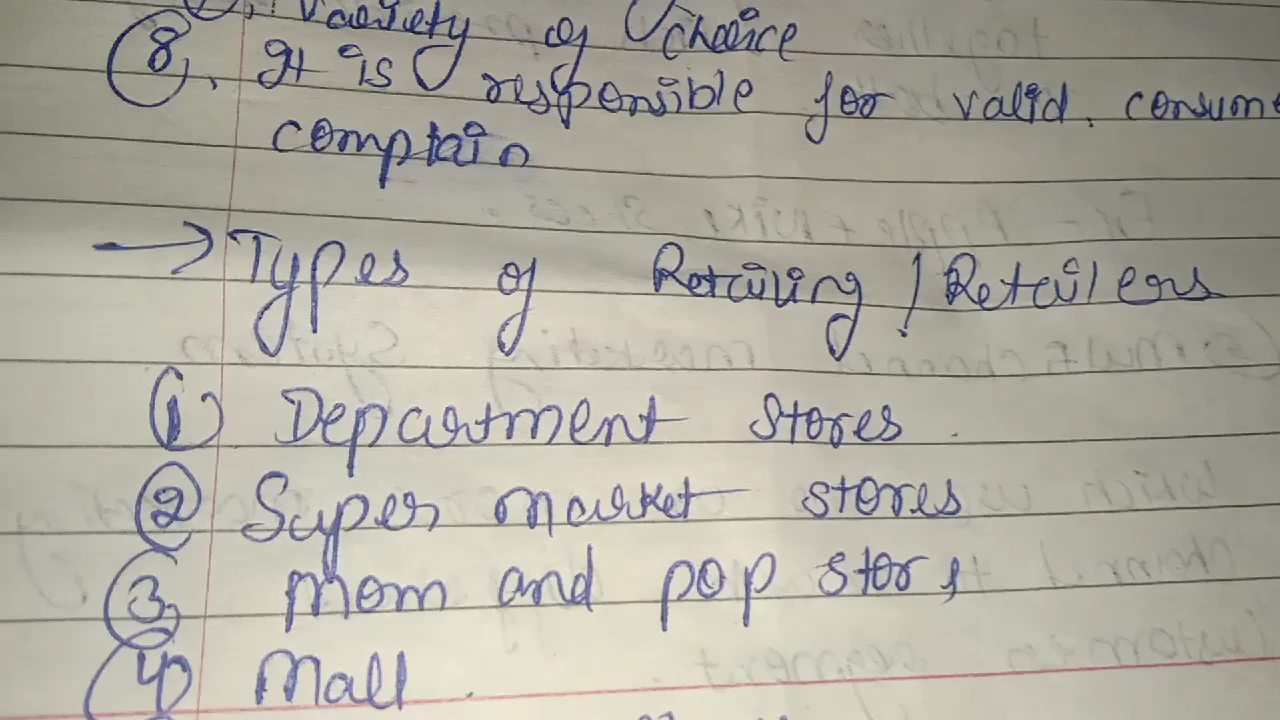 Variety of choice
8. It is responsible for valid. consum
complain
→ Types of Retailing / Retailers
1 Department stores.
2 Super market stores
3, Mom and pop stor
4) Mall.